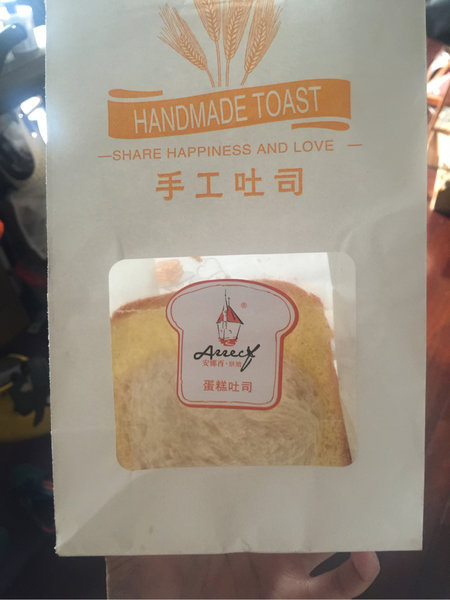 HANDMADE TOAST
—SHARE HAPPINESS AND LOVE —
手工吐司
®
蛋糕吐司